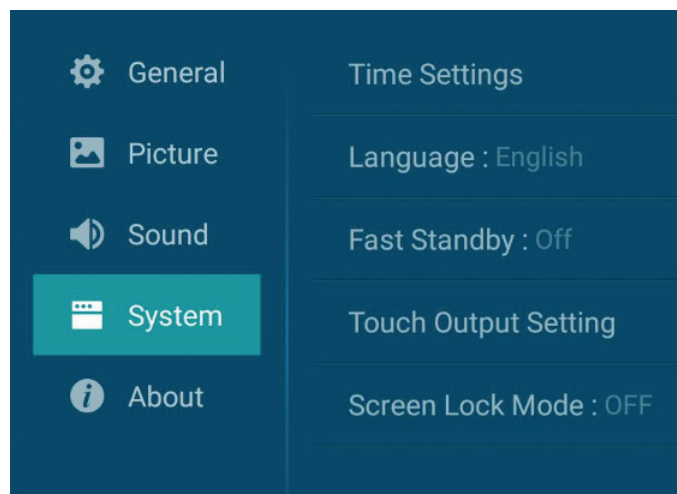 General
Picture
Sound
System
About
Time Settings
Language : English
Fast Standby : Off
Touch Output Setting
Screen Lock Mode : OFF